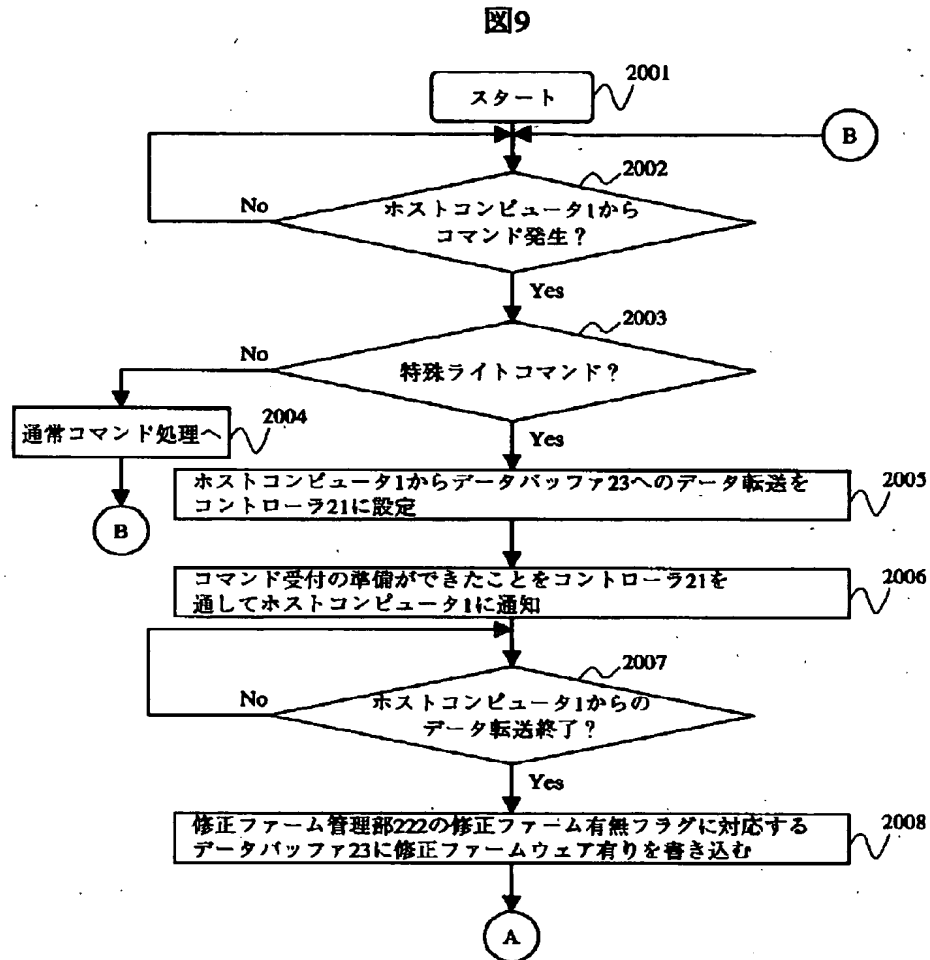 図9
スタート
2001
B
2002
No
ホストコンピュータ1から
コマンド発生?
Yes
2003
No
特殊ライトコマンド?
2004
通常コマンド処理へ
Yes
B
ホストコンピュータ1からデータバッファ23へのデータ転送を
コントローラ21に設定
2005
コマンド受付の準備ができたことをコントローラ21を
通してホストコンピュータ1に通知
2006
2007
No
ホストコンピュータ1からの
データ転送終了?
Yes
修正ファーム管理部222の修正ファーム有無フラグに対応する
データバッファ23に修正ファームウェア有りを書き込む
2008
A